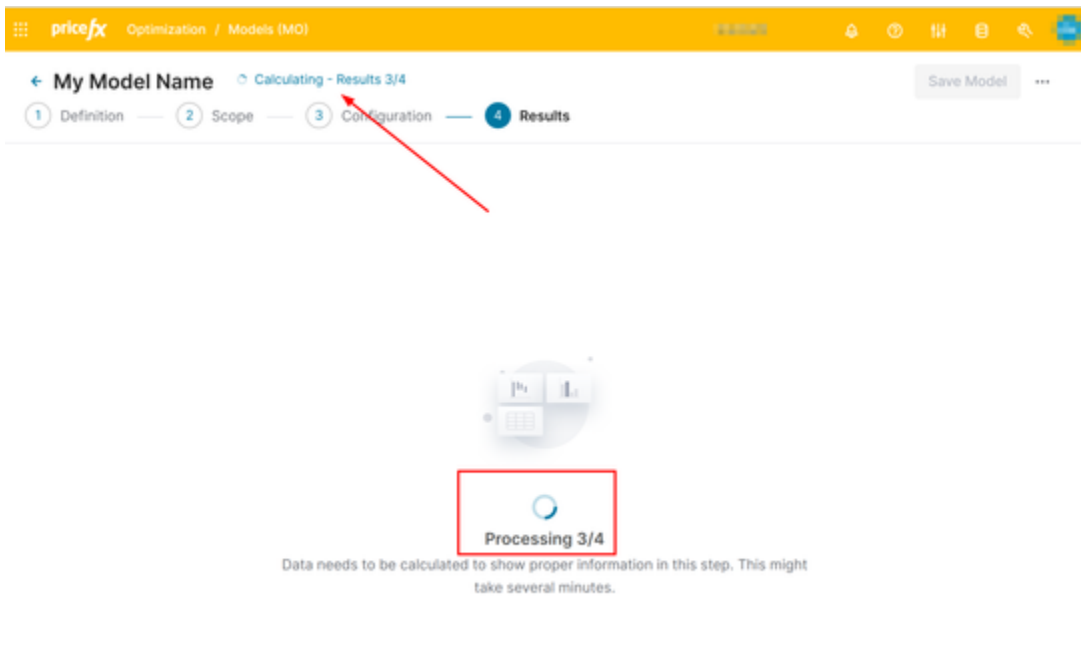 pricefx Optimization / Models (MO)
My Model Name Calculating - Results 3/4 Save Model
1 Definition 2 Scope 3 Configuration 4 Results
Processing 3/4
Data needs to be calculated to show proper information in this step. This might
take several minutes.